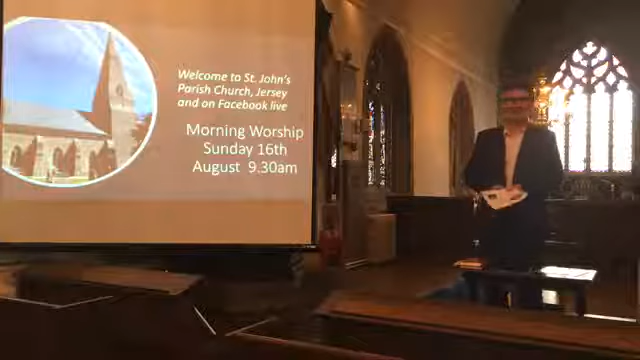 Welcome to St. John's
Parish Church, Jersey
and on Facebook live
Morning Worship
Sunday 16th
August 9.30am